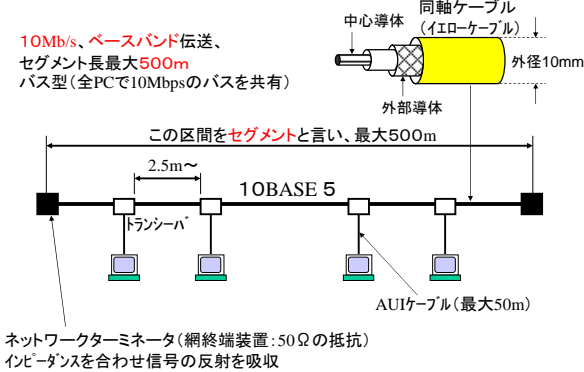 同軸ケーブル
(イエローケーブル)
中心導体
10Mb/s、ベースバンド伝送、
セグメント長最大500m
バス型(全PCで10Mbpsのバスを共有)
外径10mm
外部導体
この区間をセグメントと言い、最大500m
2.5m~
10BASE 5
トランシーバ
AUIケーブル(最大50m)
ネットワークターミネータ(網終端装置:50Ωの抵抗)
インピーダンスを合わせ信号の反射を吸収